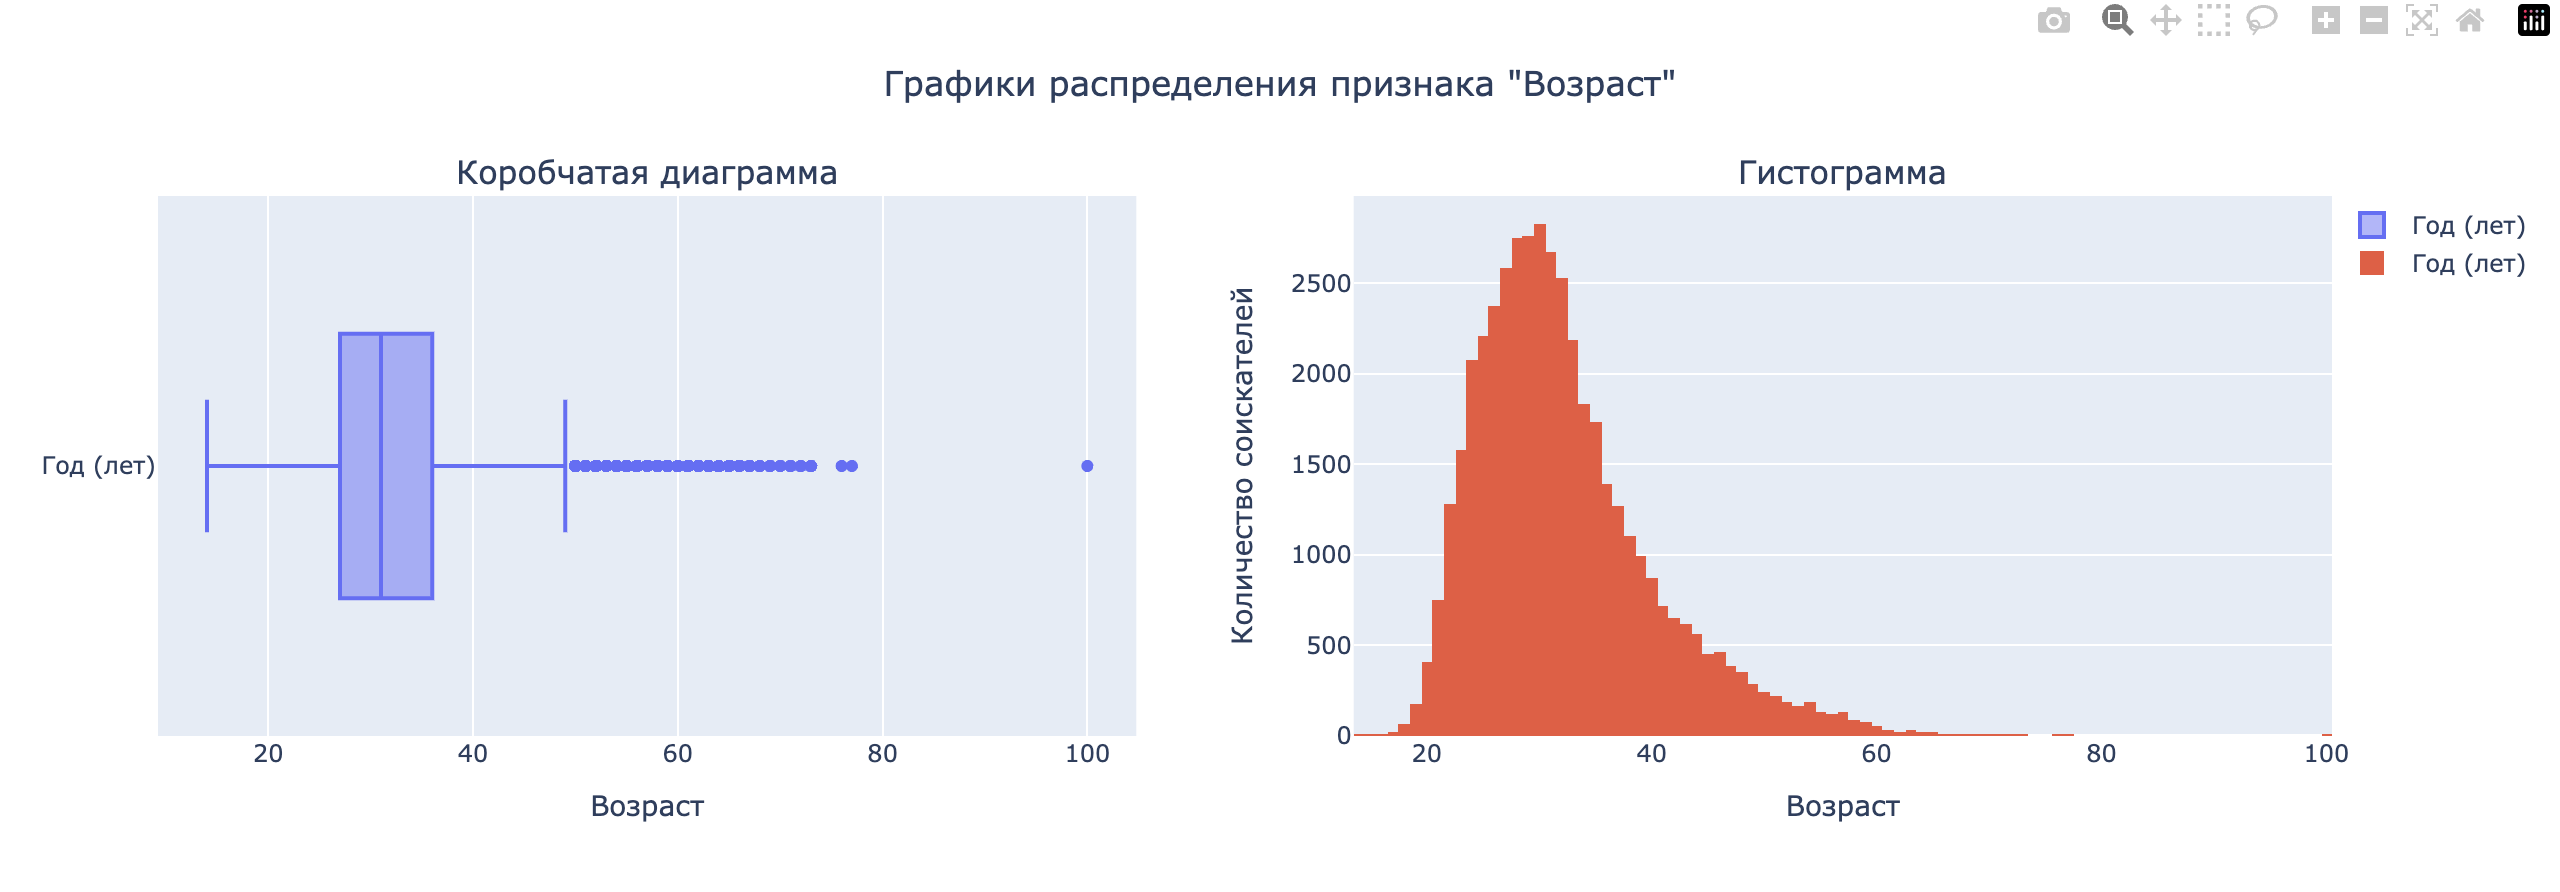 Графики распределения признака "Возраст"
Коробчатая диаграмма
Год (лет)
20 40 60 80 100
Возраст
Гистограмма
Количество соискателей
2500
2000
1500
1000
500
0
20 40 60 80 100
Возраст
Год (лет)
Год (лет)